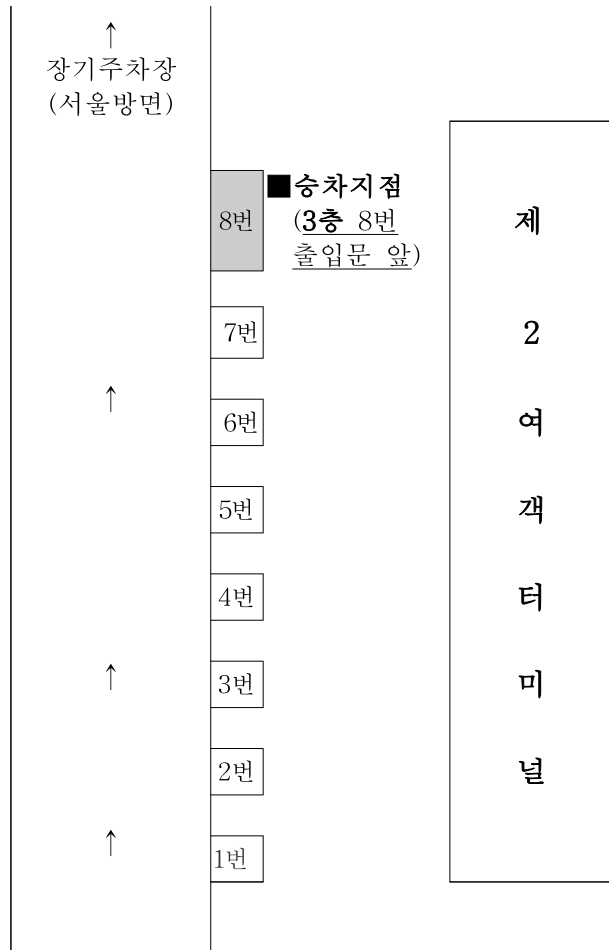 ↑
장기주차장
(서울방면)
■승차지점
(3층 8번
출입문 앞)
8번
7번
↑
6번
5번
4번
↑
3번
2번
↑
1번
제
2
여
객
터
미
널